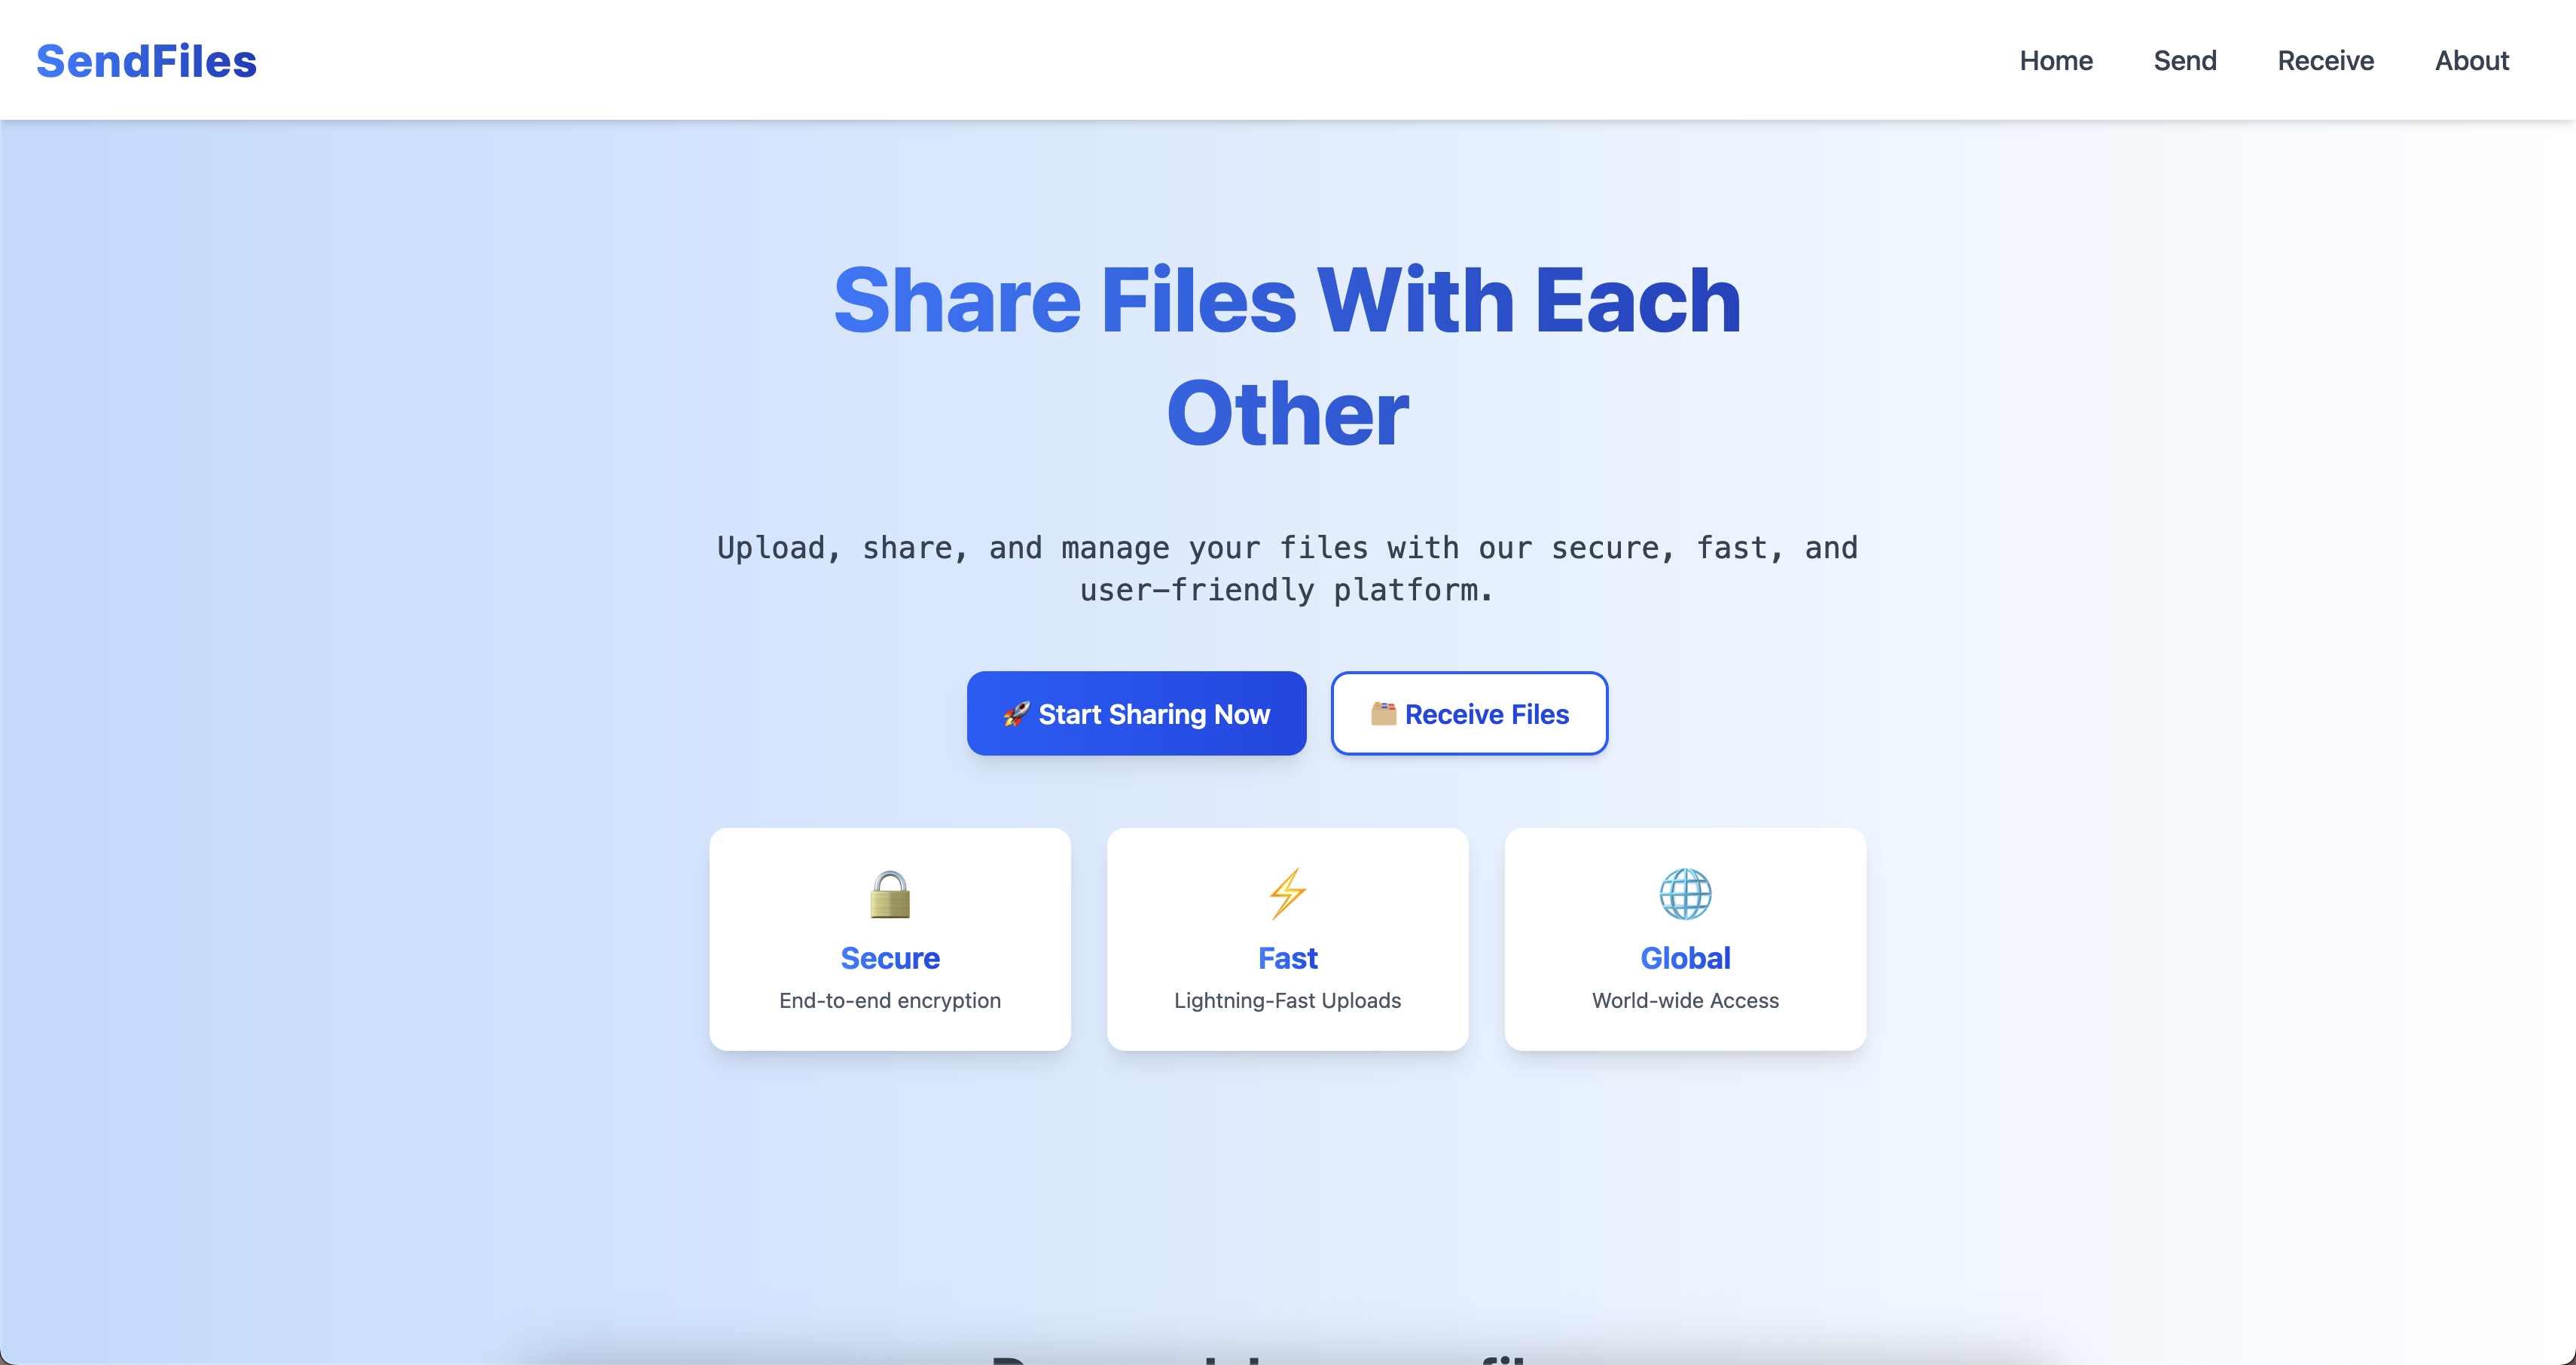 SendFiles
Home Send Receive About
Share Files With Each
Other
Upload, share, and manage your files with our secure, fast, and
user-friendly platform.
🚀 Start Sharing Now
🗂️ Receive Files
Secure
End-to-end encryption
Fast
Lightning-Fast Uploads
Global
World-wide Access